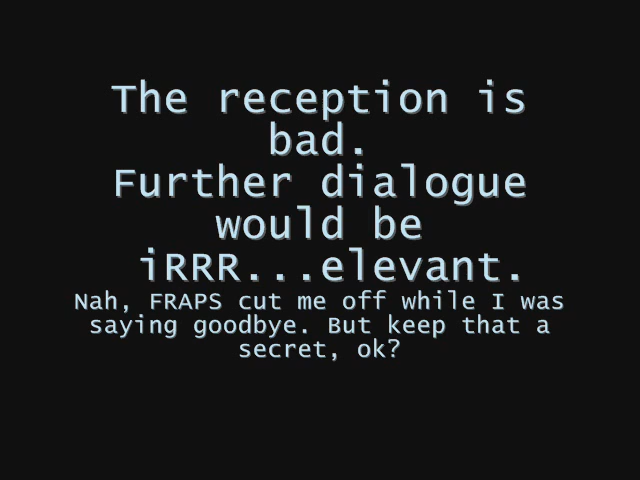 The reception is
bad.
Further dialogue
would be
iRRR...elevant.
Nah, FRAPS cut me off while I was
saying goodbye. But keep that a
secret, ok?